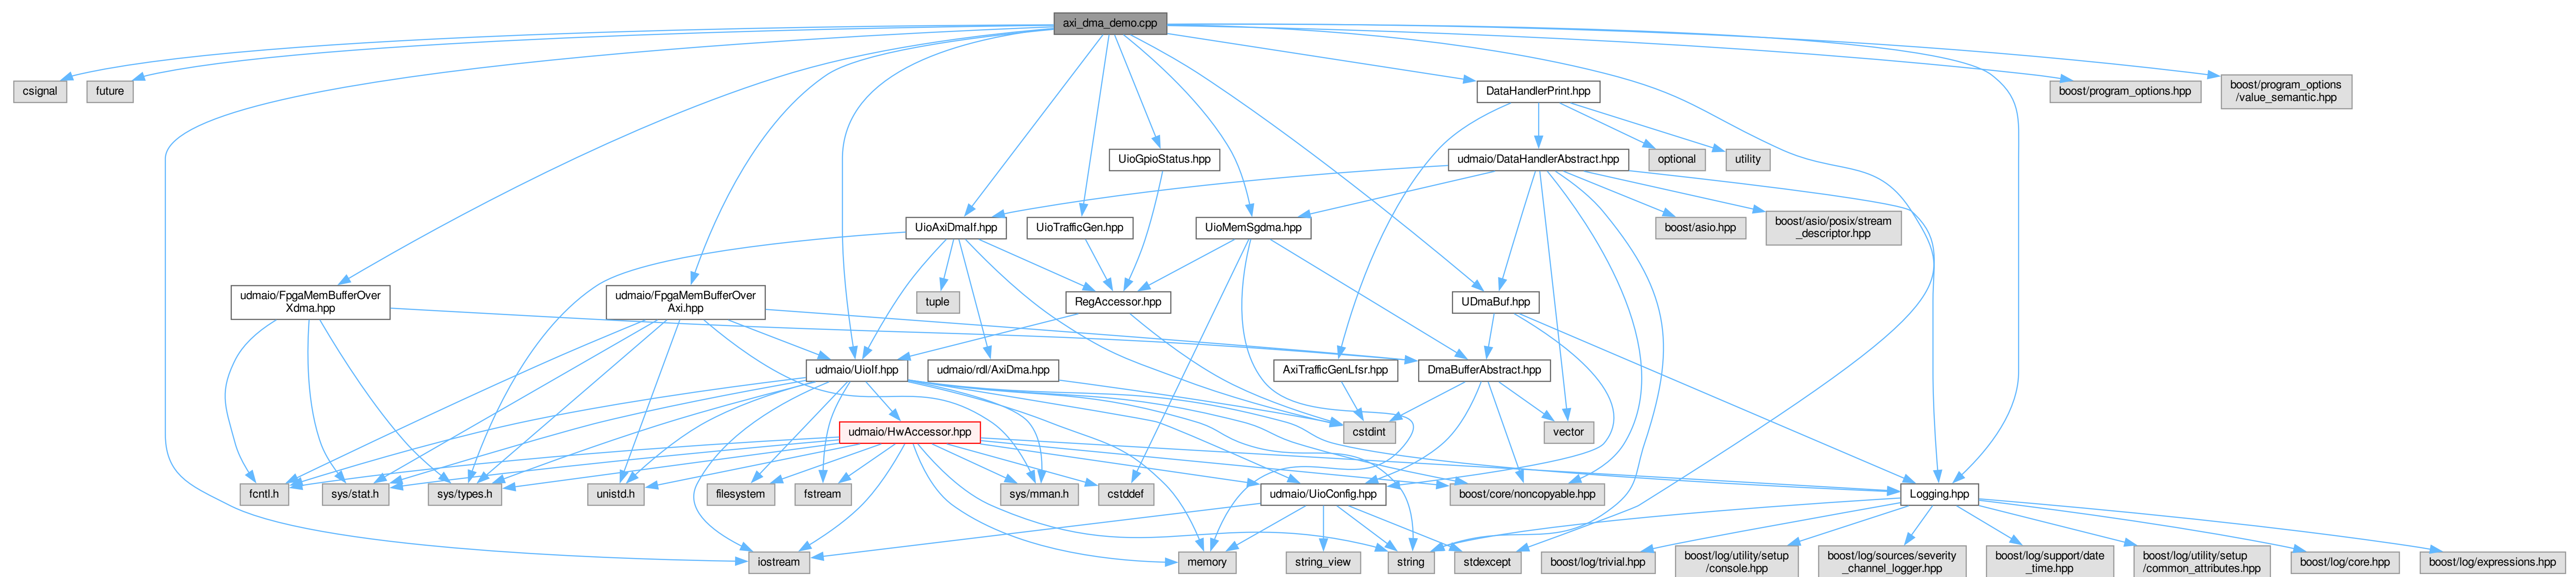 axi_dma_demo.cpp
csignal
future
DataHandlerPrint.hpp
boost/program_options.hpp
boost/program_options
/value_semantic.hpp
UioGpioStatus.hpp
udmaio/DataHandlerAbstract.hpp
optional
utility
UioAxiDmaIf.hpp
UioTrafficGen.hpp
UioMemSgdma.hpp
boost/asio.hpp
boost/asio/posix/stream
_descriptor.hpp
udmaio/FpgaMemBufferOver
Xdma.hpp
udmaio/FpgaMemBufferOver
Axi.hpp
tuple
RegAccessor.hpp
UDmaBuf.hpp
udmaio/UioIf.hpp
udmaio/rdl/AxiDma.hpp
AxiTrafficGenLfsr.hpp
DmaBufferAbstract.hpp
udmaio/HwAccessor.hpp
cstdint
vector
fcntl.h
sys/stat.h
sys/types.h
unistd.h
filesystem
fstream
sys/mman.h
cstddef
udmaio/UioConfig.hpp
boost/core/noncopyable.hpp
Logging.hpp
iostream
memory
string_view
string
stdexcept
boost/log/trivial.hpp
boost/log/utility/setup
/console.hpp
boost/log/sources/severity
_channel_logger.hpp
boost/log/support/date
_time.hpp
boost/log/utility/setup
/common_attributes.hpp
boost/log/core.hpp
boost/log/expressions.hpp